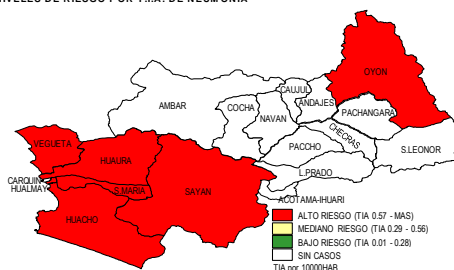 NIVELES DE RIESGO POR T.I.A. DE NEUMONIA
OYON
CAUJUL
AMBAR
COCHA
ANDAJES
NAVAN
PACHANGARA
CHECRAS
VEGUETA
PACCHO
S.LEONOR
HUAURA
L.PRADO
CARQUIN
HUALMAY
S.MARIA
SAYAN
ACOTAMA-IHUARI
HUACHO
ALTO RIESGO (TIA 0.57 - MAS)
MEDIANO RIESGO (TIA 0.29 - 0.56)
BAJO RIESGO (TIA 0.01 - 0.28)
SIN CASOS
TIA por 10000HAB